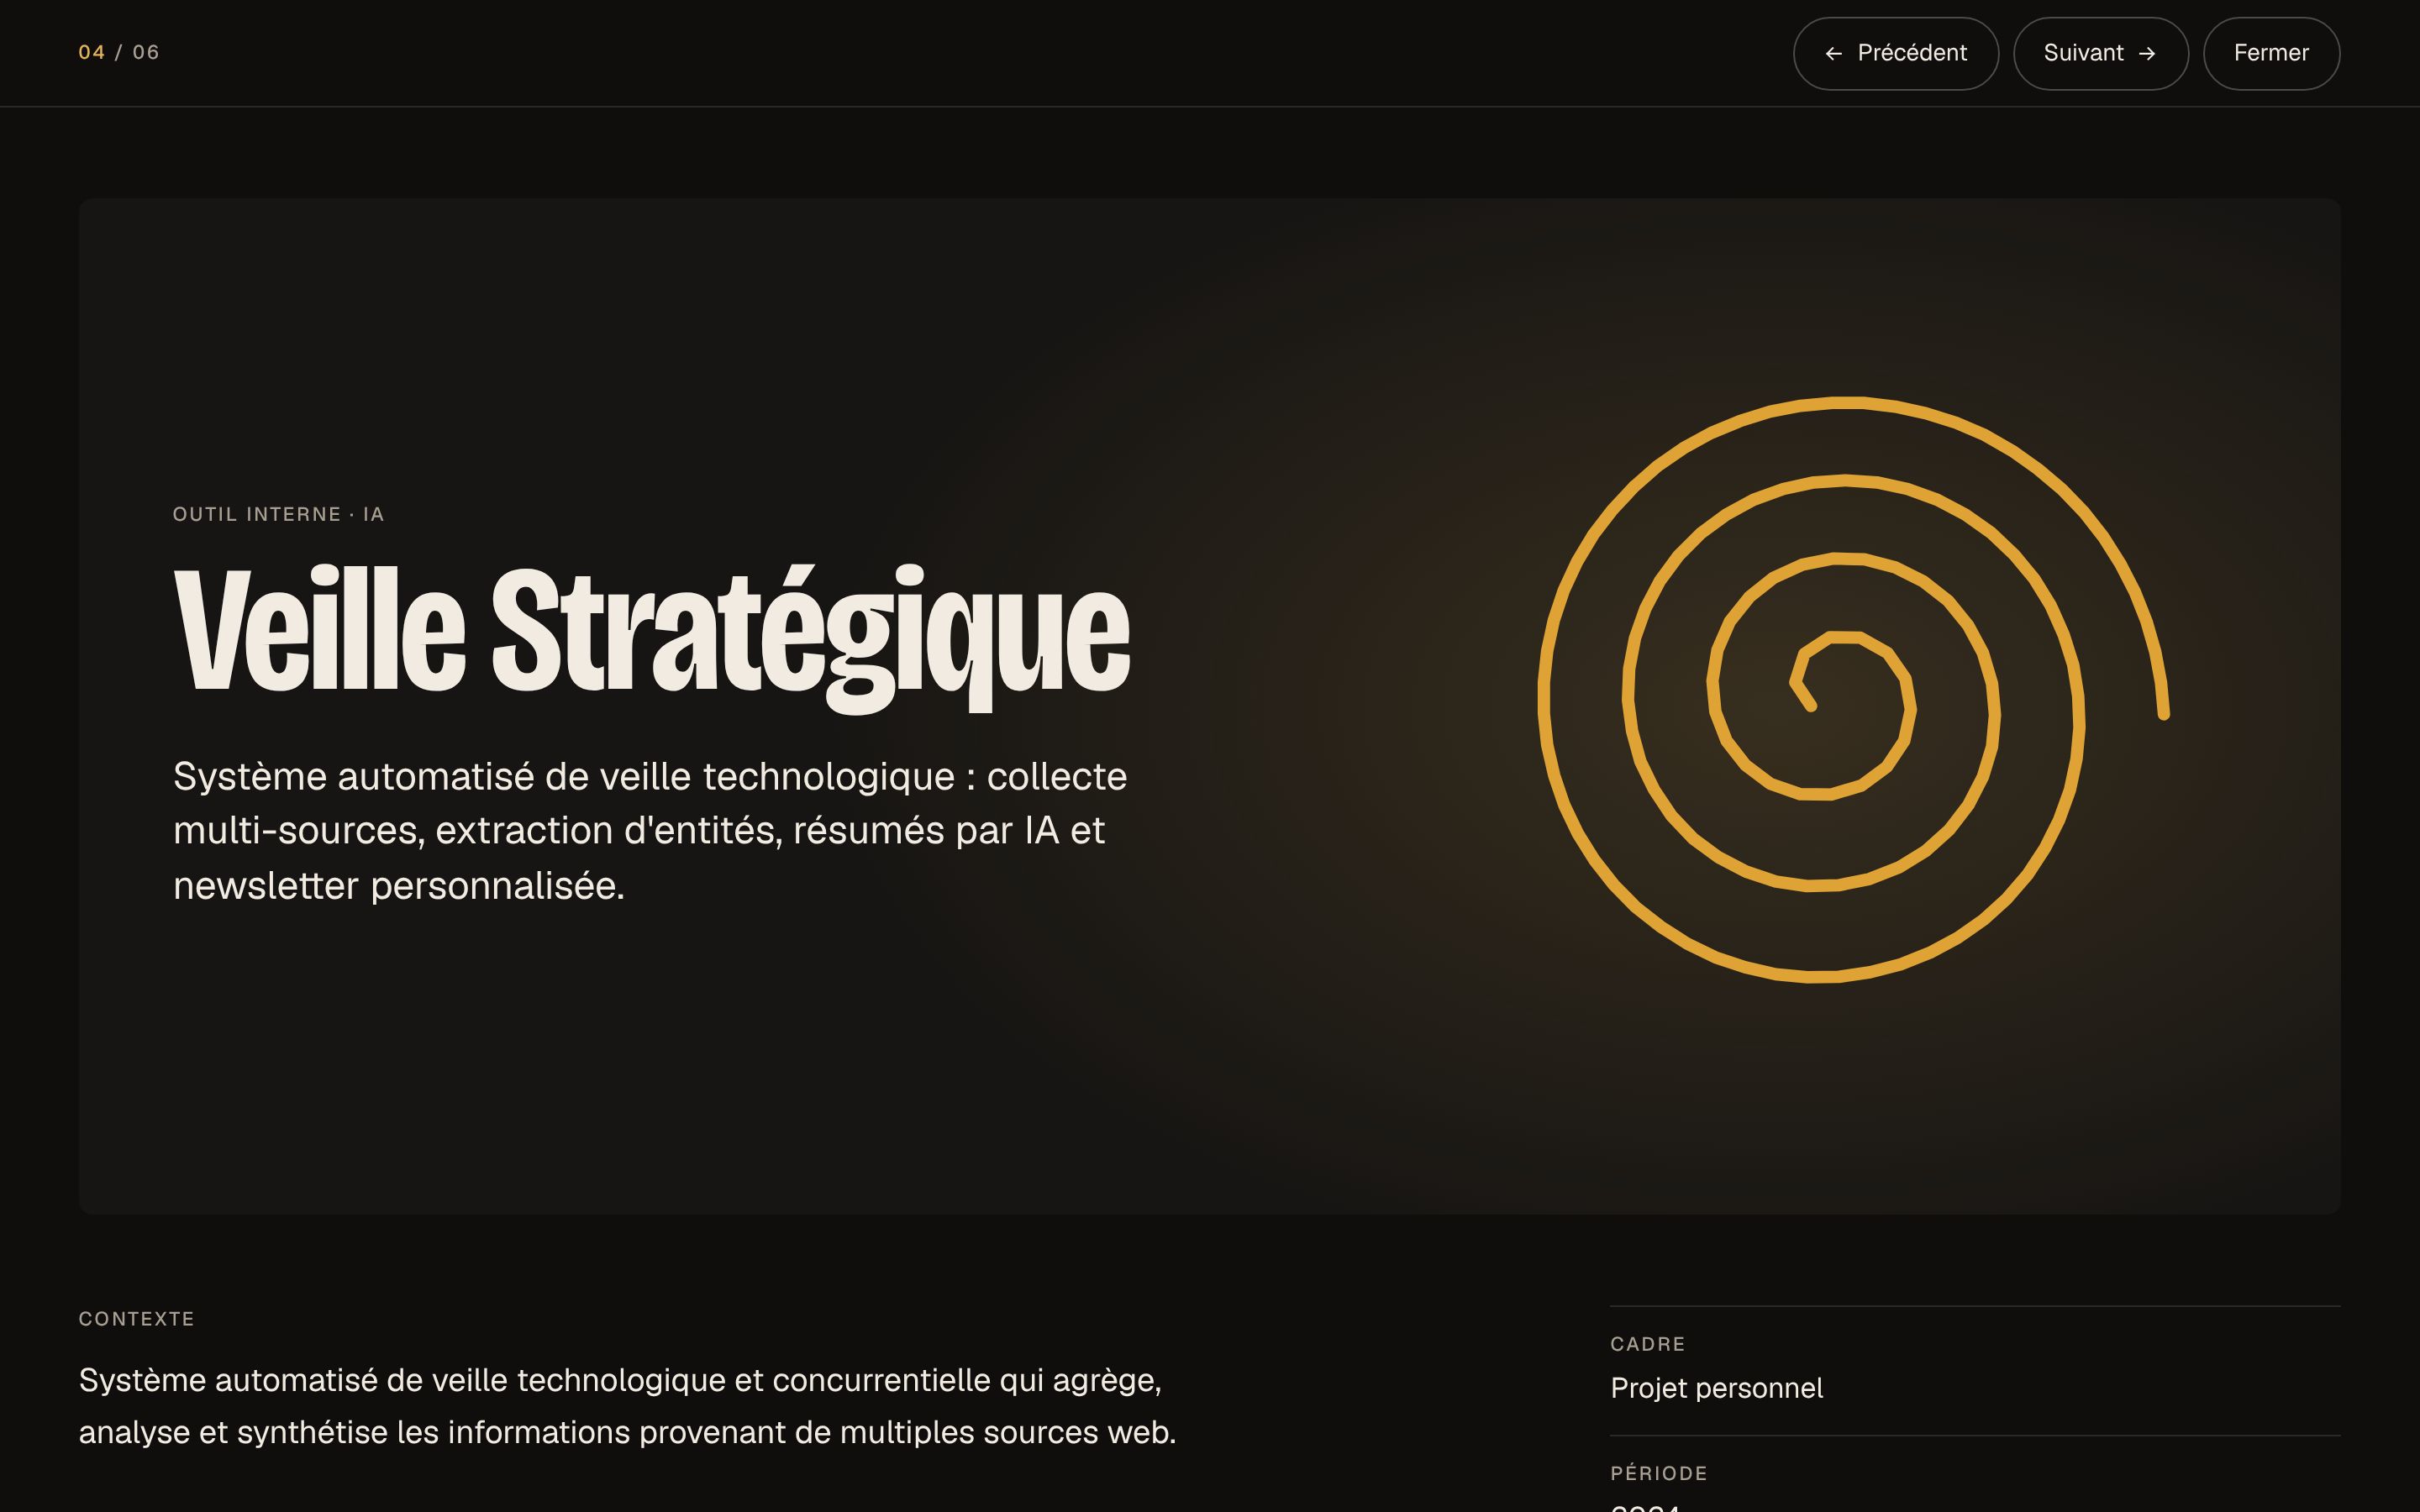 04 / 06
← Précédent
Suivant →
Fermer
OUTIL INTERNE · IA
Veille Stratégique
Système automatisé de veille technologique : collecte
multi-sources, extraction d'entités, résumés par IA et
newsletter personnalisée.
CONTEXTE
Système automatisé de veille technologique et concurrentielle qui agrège,
analyse et synthétise les informations provenant de multiples sources web.
CADRE
Projet personnel
PÉRIODE